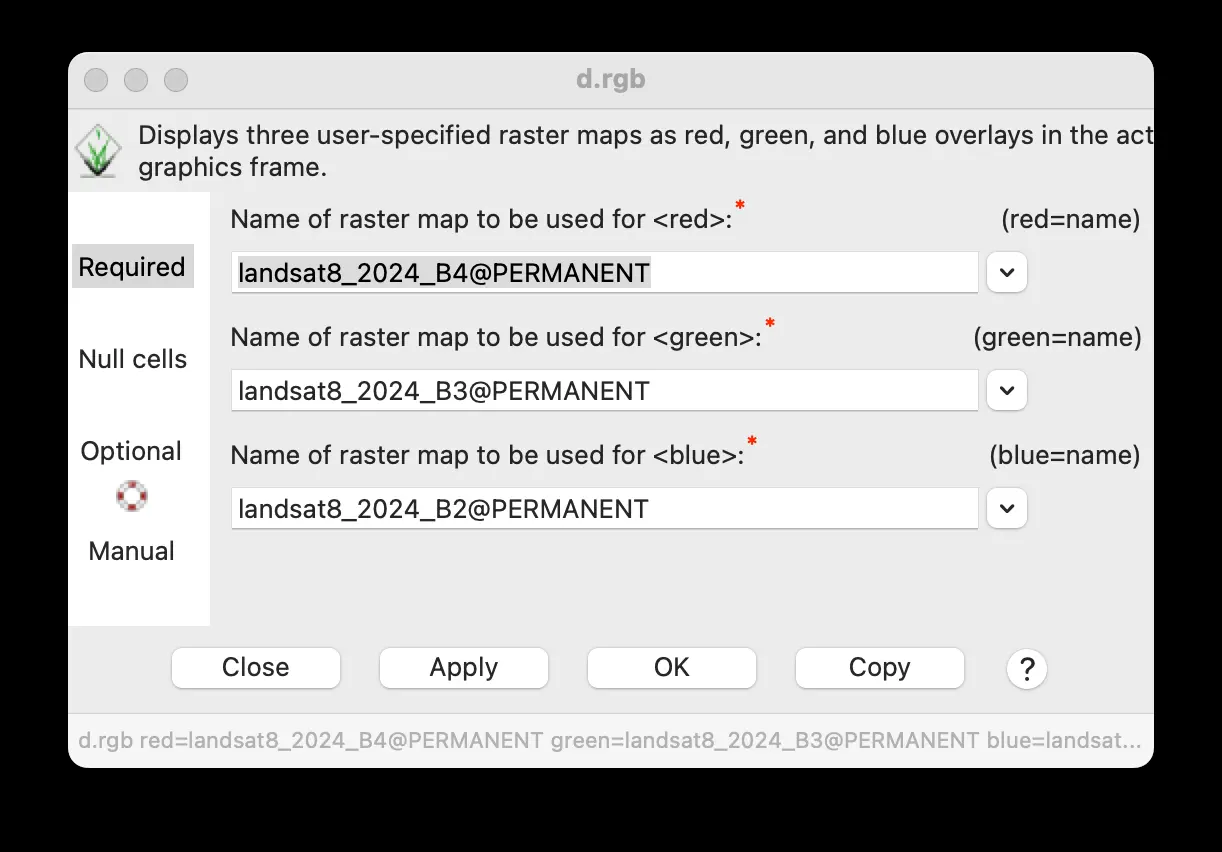 d.rgb
Displays three user-specified raster maps as red, green, and blue overlays in the act
graphics frame.
Required
Null cells
Optional
Manual
Name of raster map to be used for <red>:* (red=name)
landsat8_2024_B4@PERMANENT
Name of raster map to be used for <green>:* (green=name)
landsat8_2024_B3@PERMANENT
Name of raster map to be used for <blue>:* (blue=name)
landsat8_2024_B2@PERMANENT
Close Apply OK Copy ?
d.rgb red=landsat8_2024_B4@PERMANENT green=landsat8_2024_B3@PERMANENT blue=landsat...